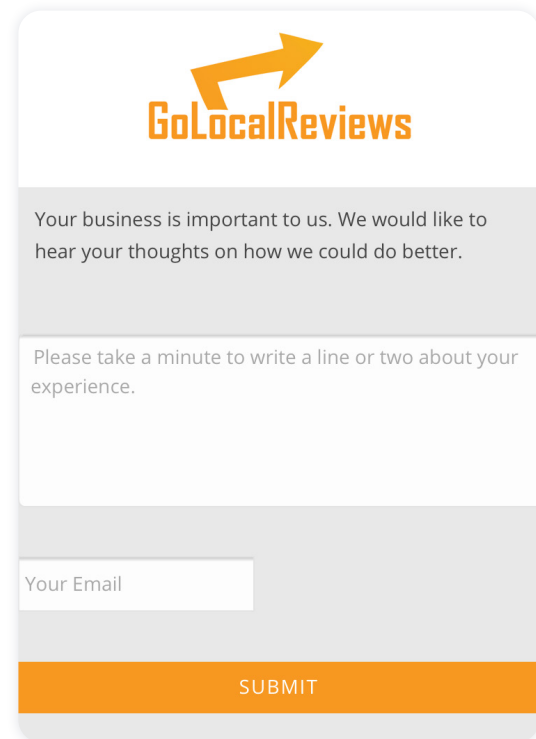 GoLocalReviews
Your business is important to us. We would like to
hear your thoughts on how we could do better.
Please take a minute to write a line or two about your
experience.
Your Email
SUBMIT